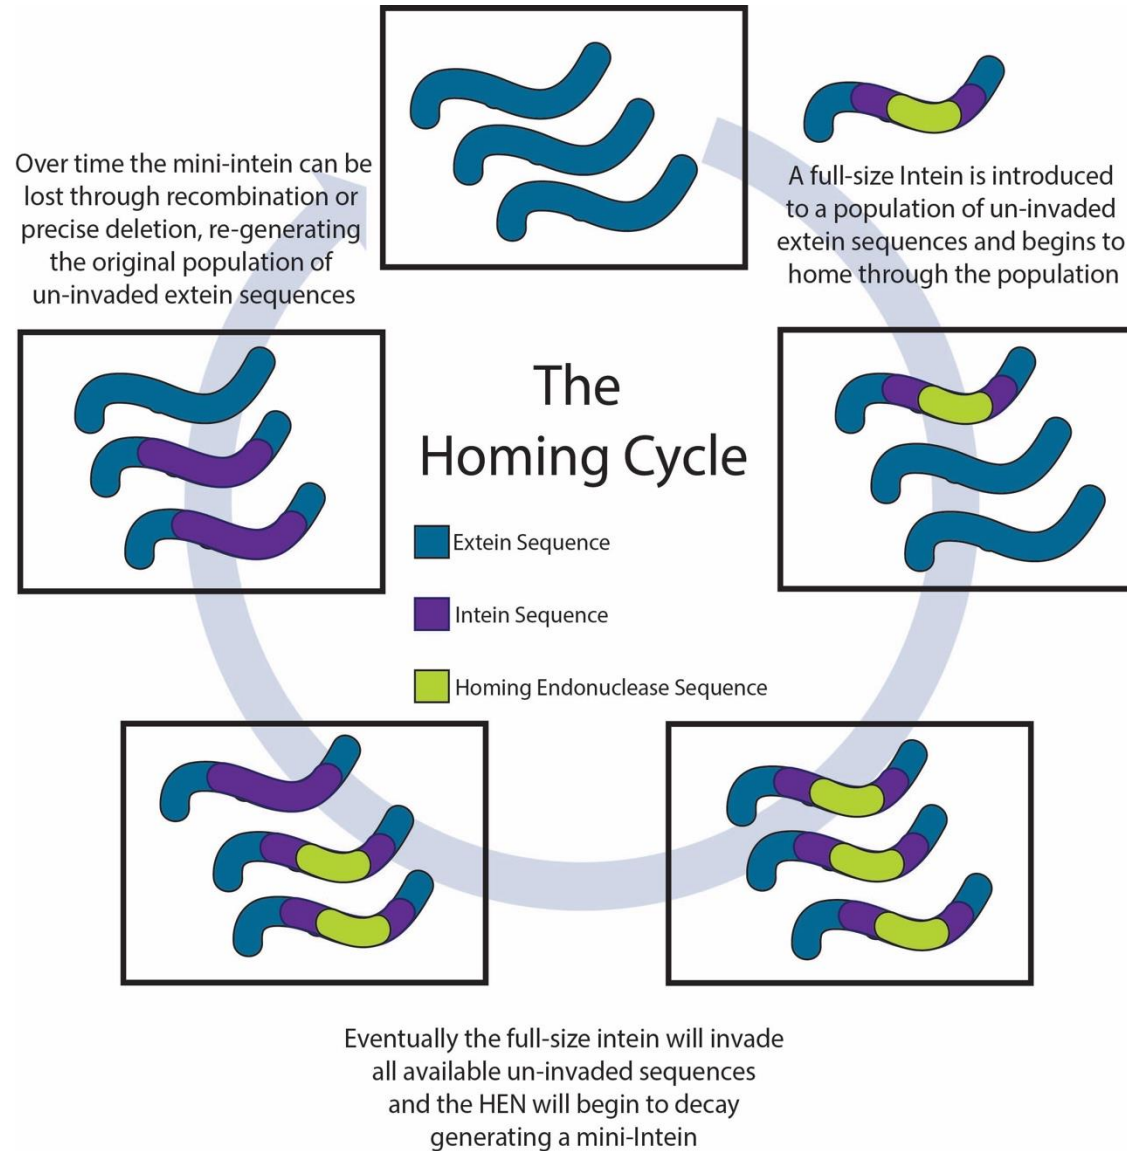 Over time the mini-intein can be
lost through recombination or
precise deletion, re-generating
the original population of
un-invaded extein sequences
A full-size Intein is introduced
to a population of un-invaded
extein sequences and begins to
home through the population
The
Homing Cycle
Extein Sequence
Intein Sequence
Homing Endonuclease Sequence
Eventually the full-size intein will invade
all available un-invaded sequences
and the HEN will begin to decay
generating a mini-Intein